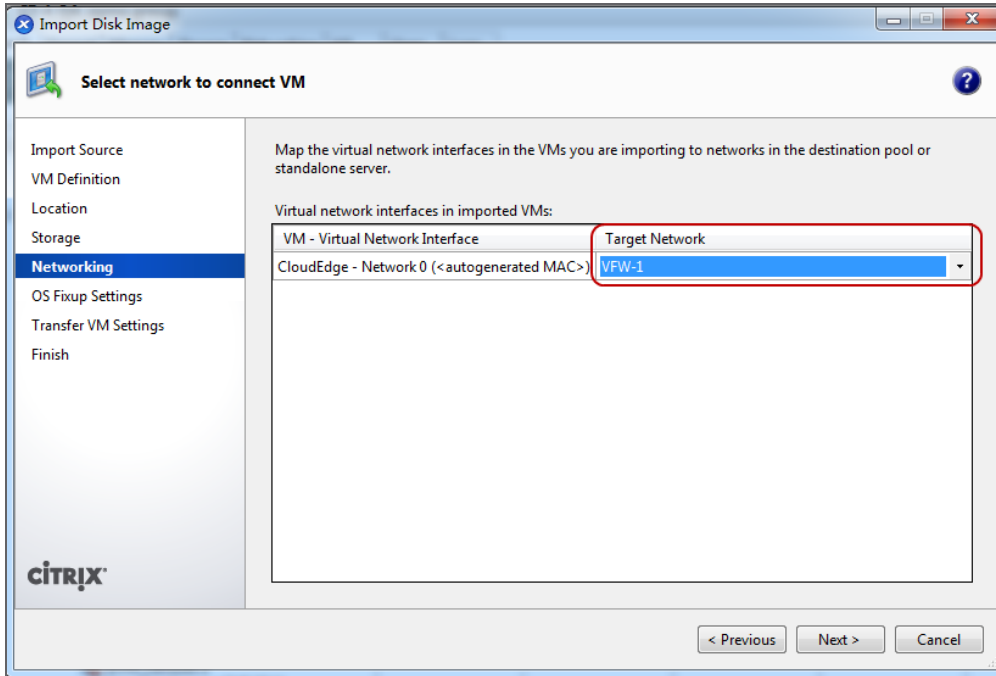 Import Disk Image
Select network to connect VM
Import Source
VM Definition
Location
Storage
Networking
OS Fixup Settings
Transfer VM Settings
Finish
CİTRIX
Map the virtual network interfaces in the VMs you are importing to networks in the destination pool or
standalone server.
Virtual network interfaces in imported VMs:
VM - Virtual Network Interface Target Network
CloudEdge - Network 0 (<autogenerated MAC>) VFW-1
< Previous Next > Cancel